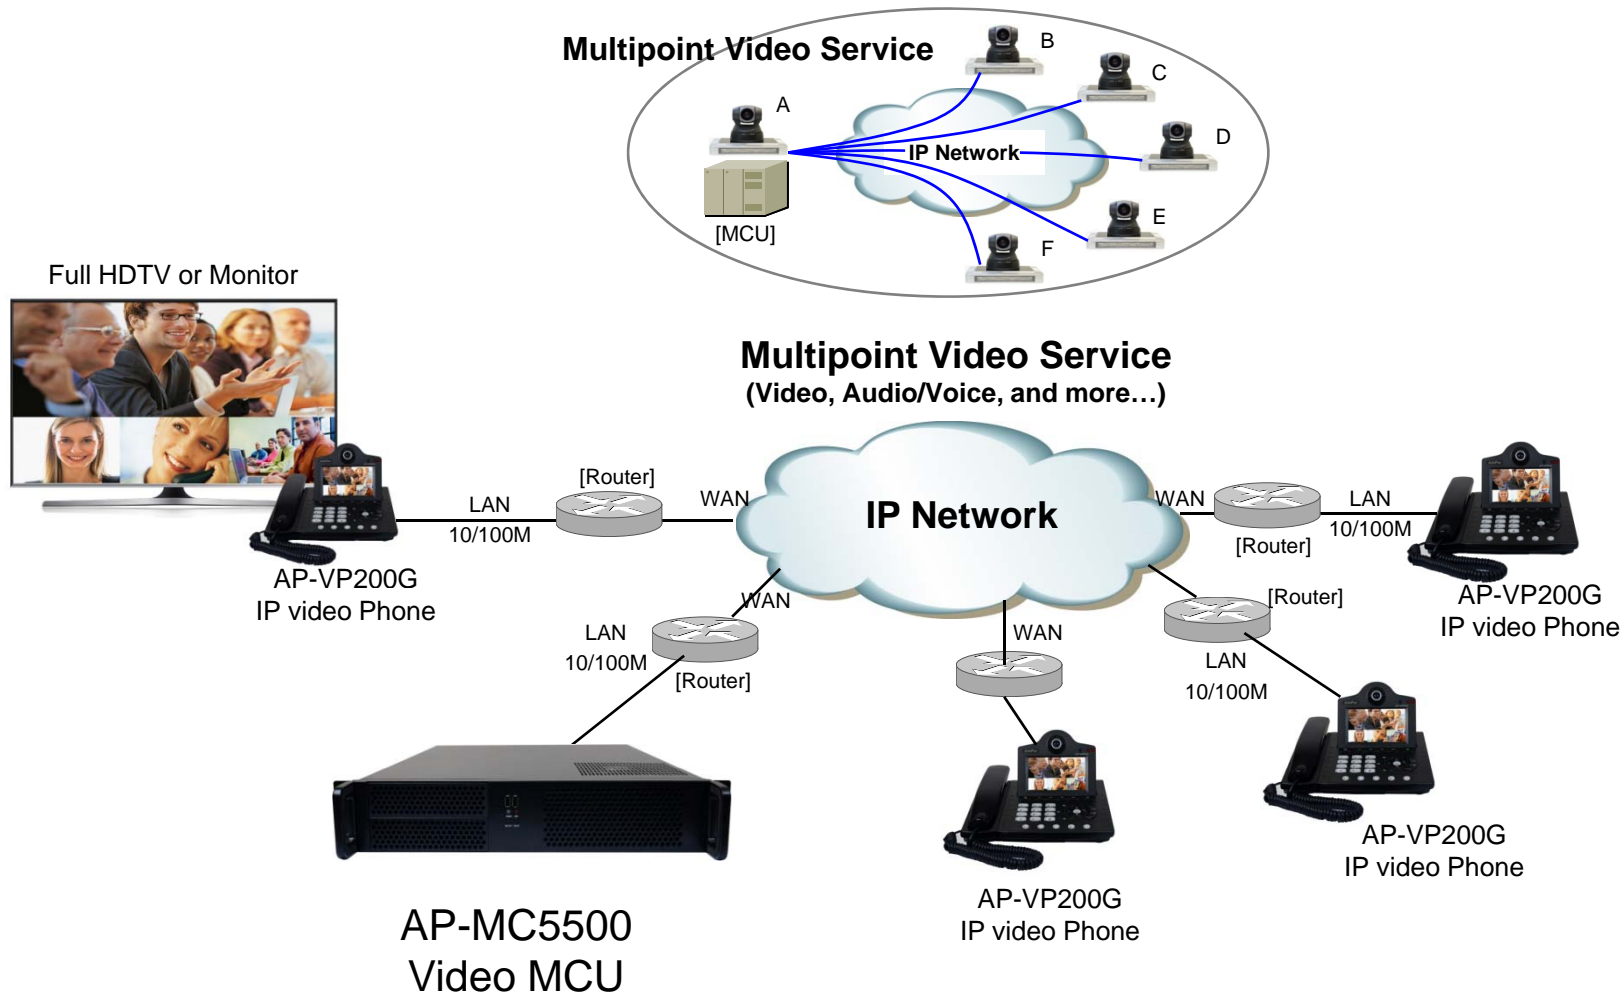 Multipoint Video Service
A
B
C
D
E
F
IP Network
[MCU]
Full HDTV or Monitor
Multipoint Video Service
(Video, Audio/Voice, and more…)
[Router]
LAN
10/100M
WAN
IP Network
WAN
[Router]
LAN
10/100M
AP-VP200G
IP video Phone
WAN
LAN
10/100M
[Router]
WAN
[Router]
LAN
10/100M
AP-VP200G
IP video Phone
AP-VP200G
IP video Phone
AP-VP200G
IP video Phone
AP-MC5500
Video MCU